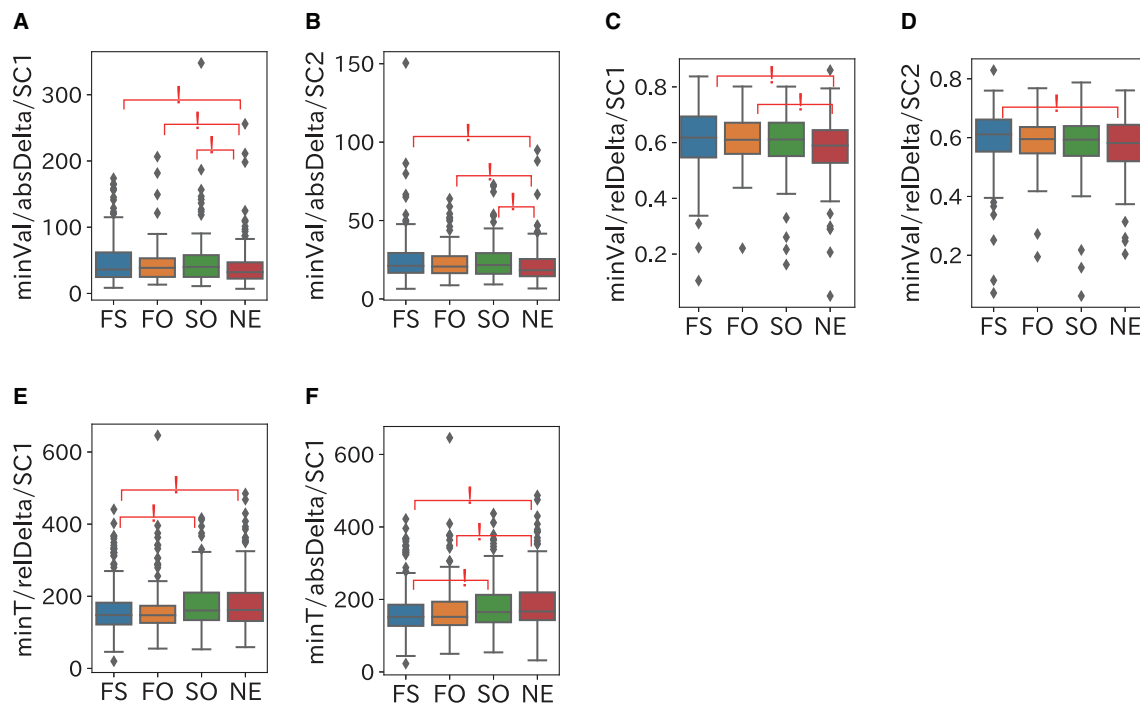 A
minVal/absDelta/SC1
300
200
100
0
!
!
!
FS FO SO NE
B
minVal/absDelta/SC2
150
100
50
0
!
!
!
FS FO SO NE
C
minVal/relDelta/SC1
0.8
0.6
0.4
0.2
!
!
FS FO SO NE
D
minVal/relDelta/SC2
0.8
0.6
0.4
0.2
!
FS FO SO NE
E
minT/relDelta/SC1
600
400
200
0
!
!
FS FO SO NE
F
minT/absDelta/SC1
600
400
200
0
!
!
!
FS FO SO NE